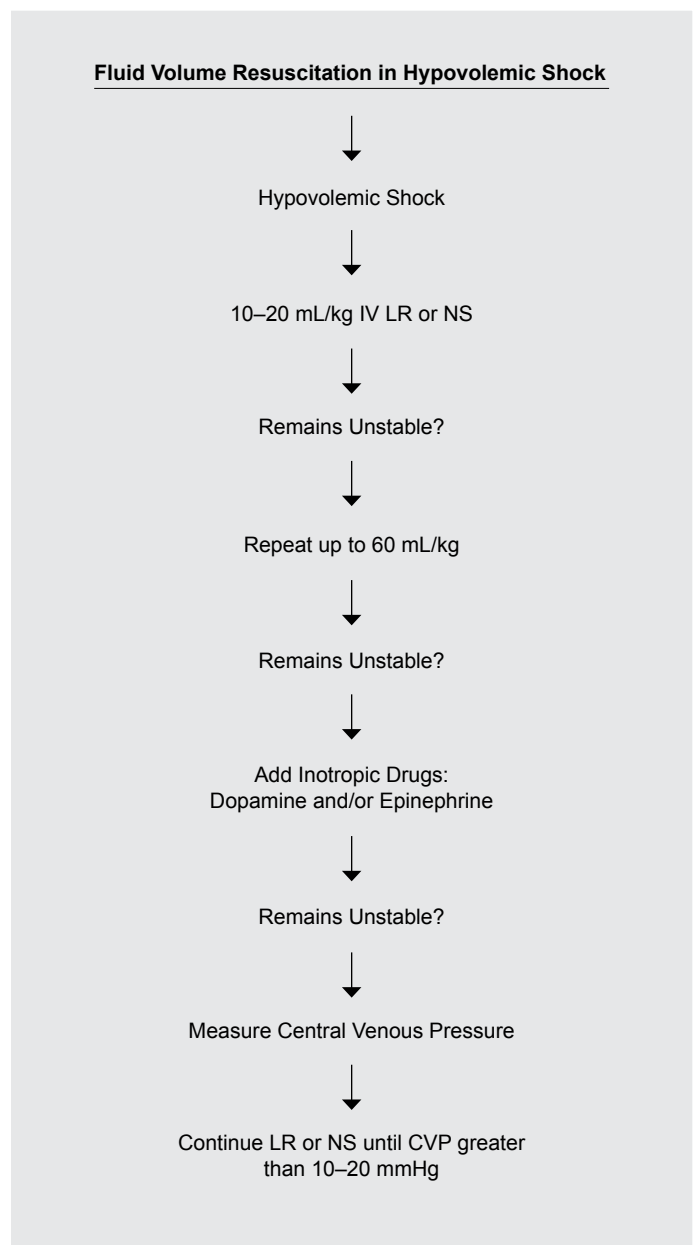 Fluid Volume Resuscitation in Hypovolemic Shock
Hypovolemic Shock
10–20 mL/kg IV LR or NS
Remains Unstable?
Repeat up to 60 mL/kg
Remains Unstable?
Add Inotropic Drugs:
Dopamine and/or Epinephrine
Remains Unstable?
Measure Central Venous Pressure
Continue LR or NS until CVP greater
than 10–20 mmHg